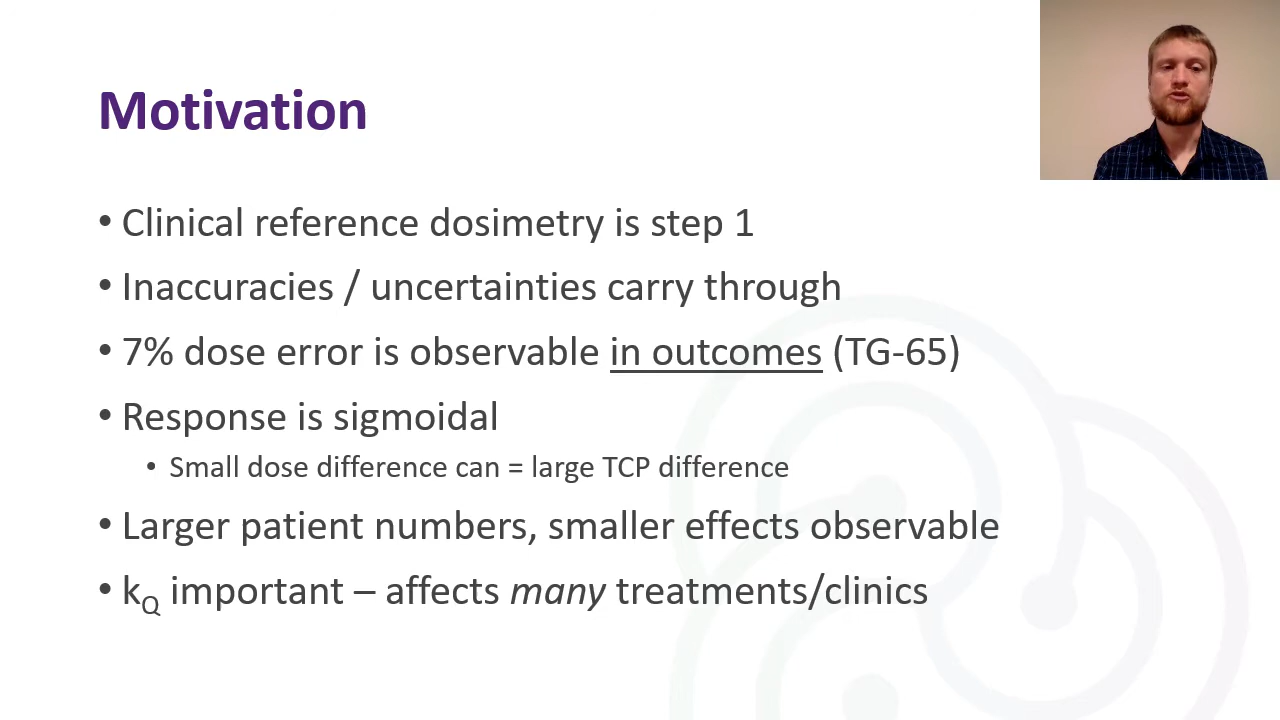 Motivation
• Clinical reference dosimetry is step 1
• Inaccuracies / uncertainties carry through
• 7% dose error is observable in outcomes (TG-65)
• Response is sigmoidal
• Small dose difference can = large TCP difference
• Larger patient numbers, smaller effects observable
• kQ important – affects many treatments/clinics